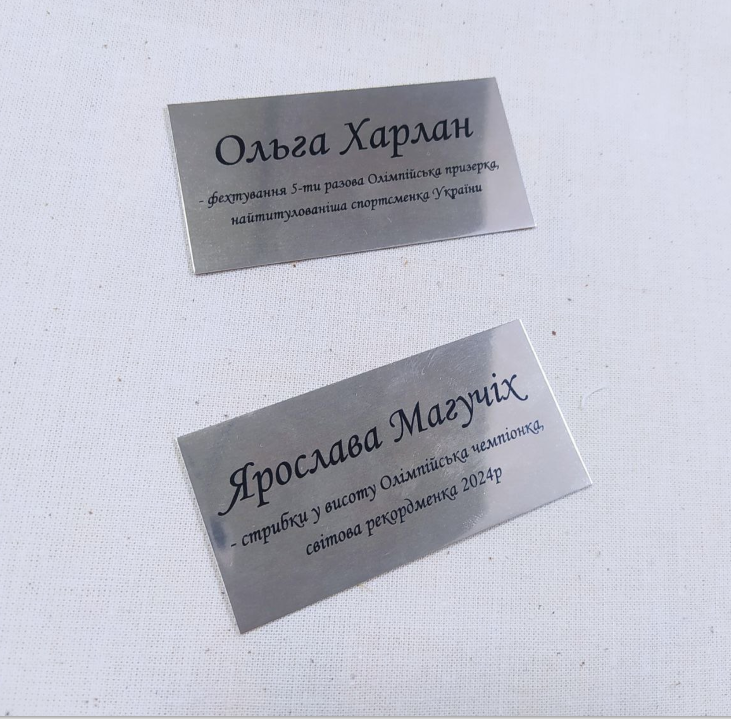 Ольга Харлан
- фехтування 5-ти разова Олімпійська призерка,
найтитулованіша спортсменка України
Ярослава Магучіх
- стрибки у висоту Олімпійська чемпіонка,
світова рекордменка 2024р